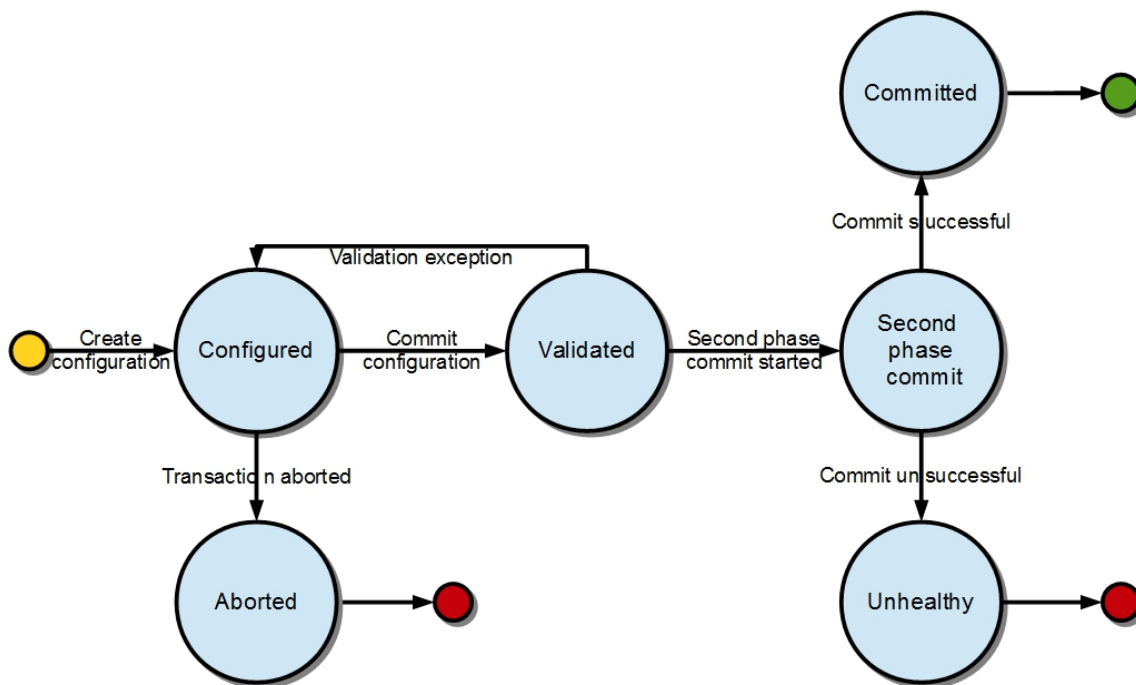 Committed
Commit successful
Validation exception
Create
configuration
Configured
Commit
configuration
Validated
Second phase
commit started
Second
phase
commit
Transaction aborted
Commit unsuccessful
Aborted
Unhealthy